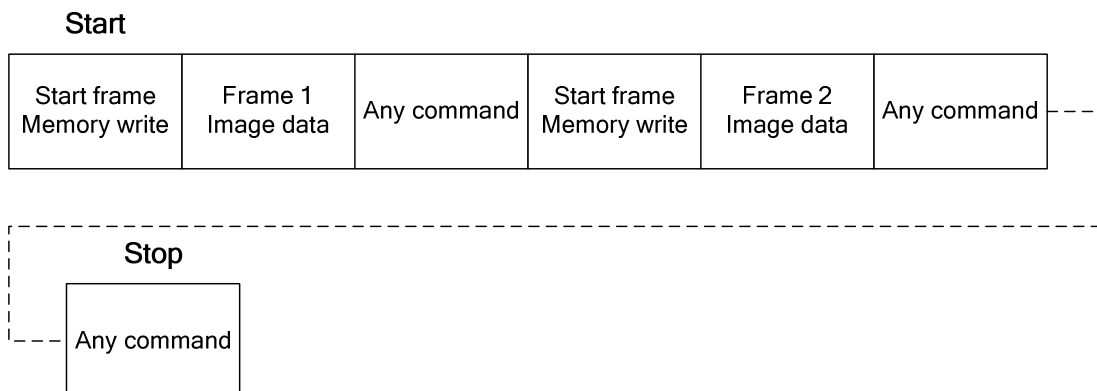 Start
Start frame
Memory write
Frame 1
Image data
Any command
Start frame
Memory write
Frame 2
Image data
Any command
Stop
Any command